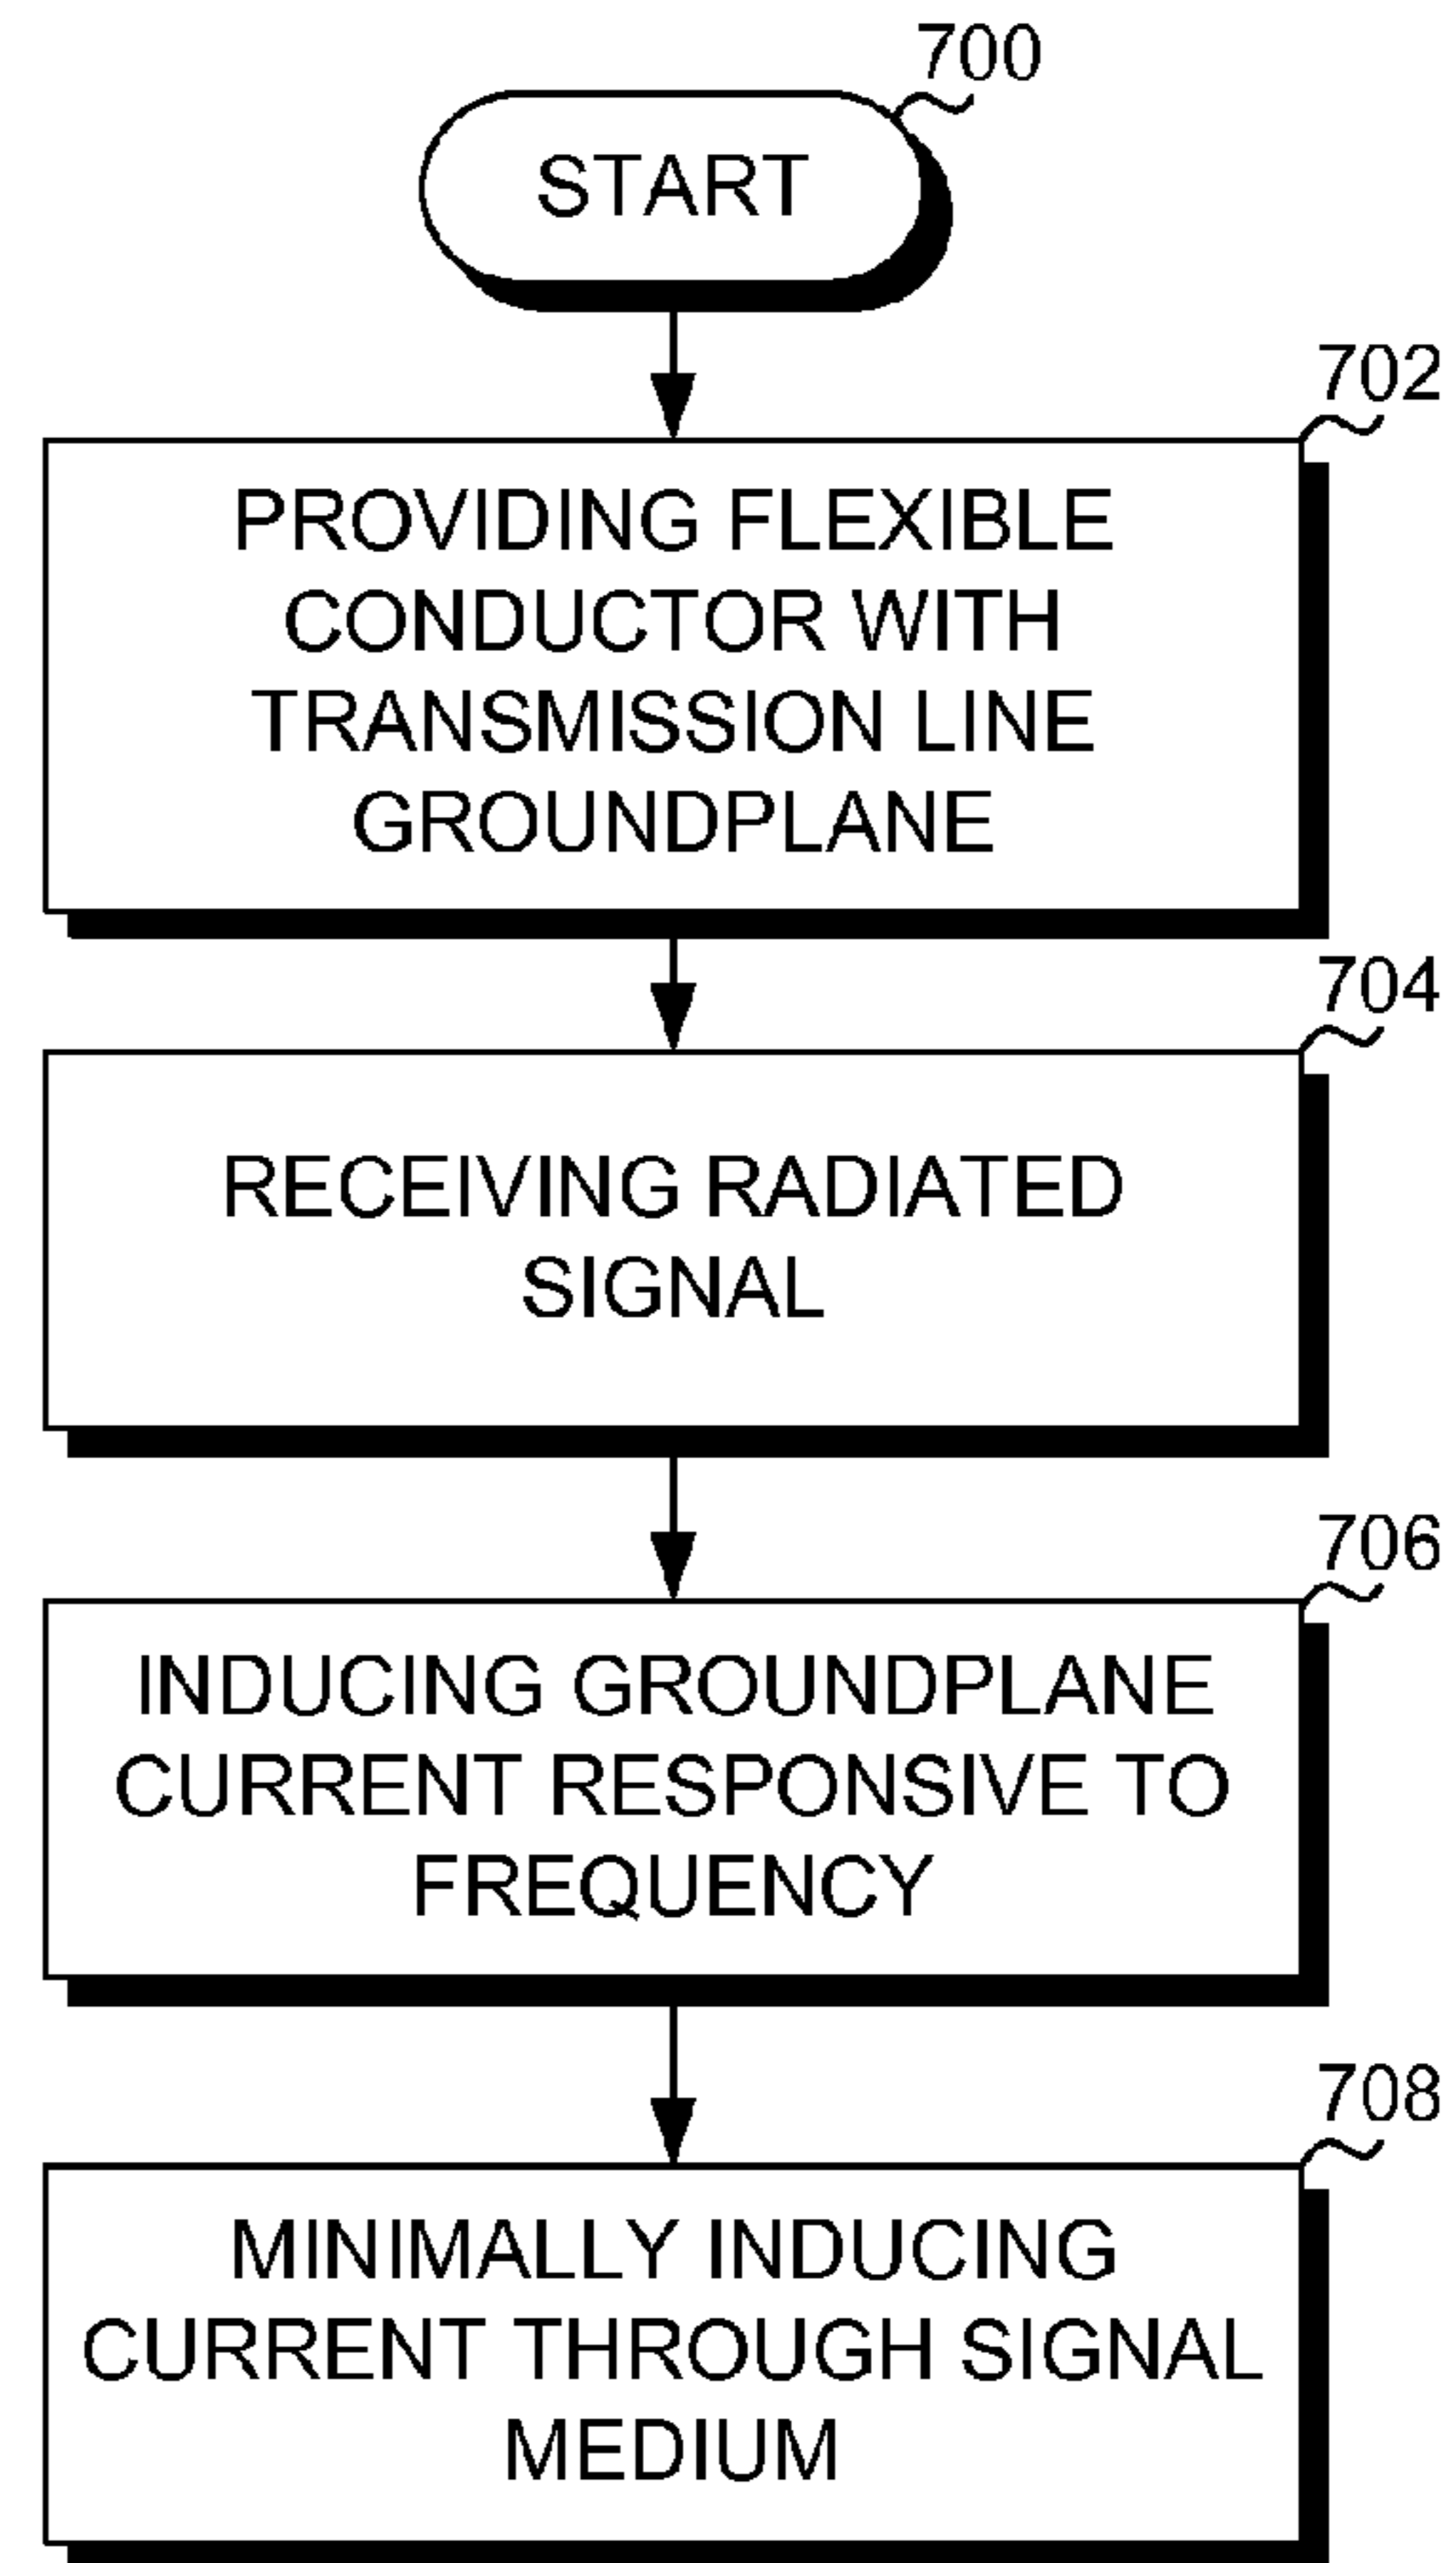 700
START
702
PROVIDING FLEXIBLE
CONDUCTOR WITH
TRANSMISSION LINE
GROUNDPLANE
704
RECEIVING RADIATED
SIGNAL
706
INDUCING GROUNDPLANE
CURRENT RESPONSIVE TO
FREQUENCY
708
MINIMALLY INDUCING
CURRENT THROUGH SIGNAL
MEDIUM